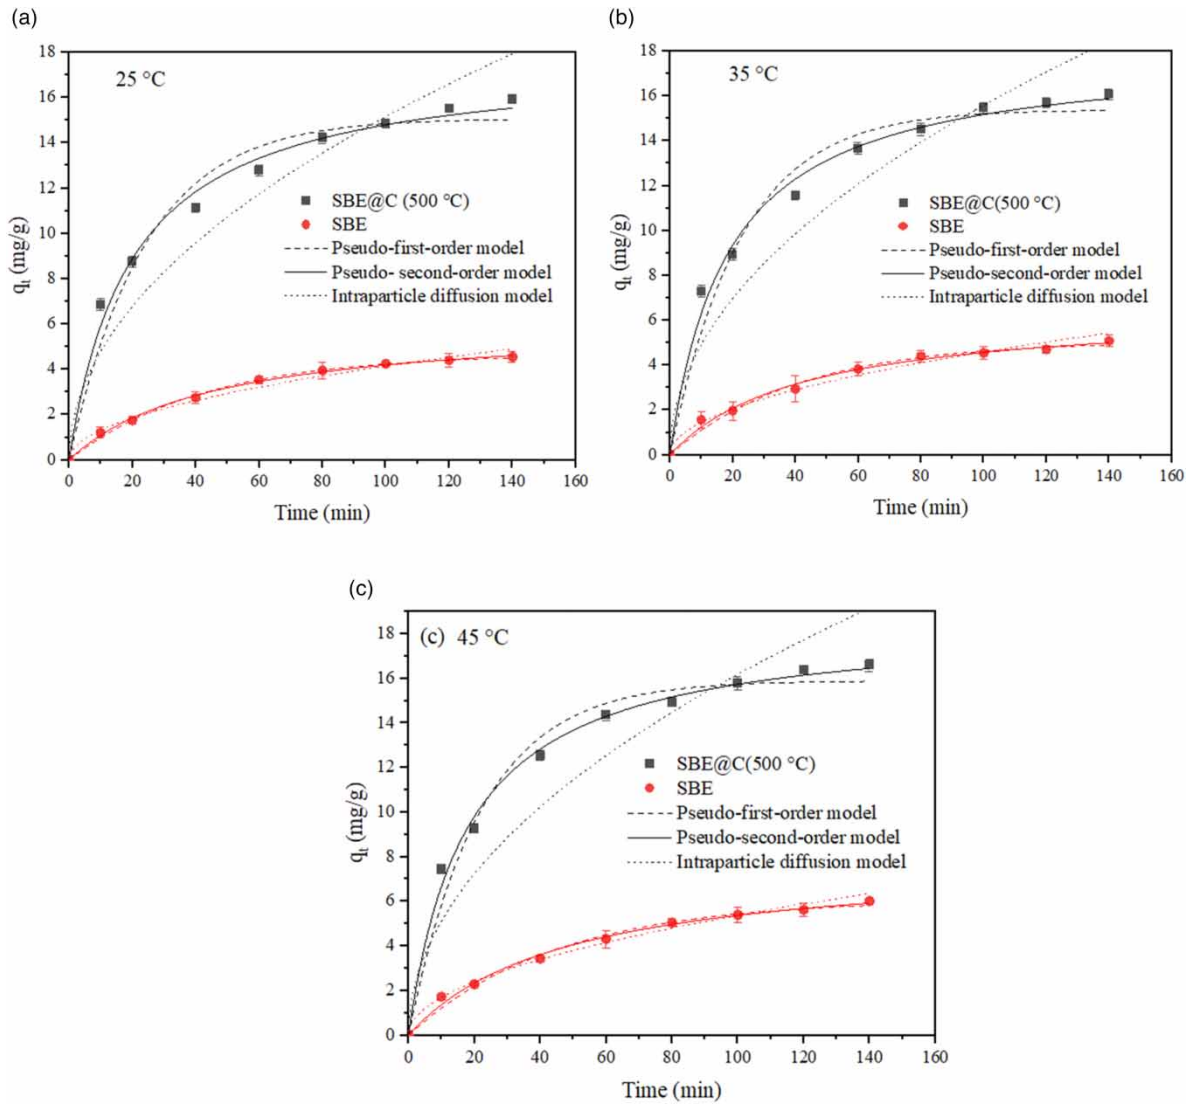 (a)
25 °C
18
16
14
12
10
8
6
4
2
0
qt (mg/g)
SBE@C (500 °C)
SBE
Pseudo-first-order model
Pseudo- second-order model
Intraparticle diffusion model
0 20 40 60 80 100 120 140 160
Time (min)
(b)
35 °C
18
16
14
12
10
8
6
4
2
0
qt (mg/g)
SBE@C(500 °C)
SBE
Pseudo-first-order model
Pseudo-second-order model
Intraparticle diffusion model
0 20 40 60 80 100 120 140 160
Time (min)
(c)
(c) 45 °C
18
16
14
12
10
8
6
4
2
0
qt (mg/g)
SBE@C(500 °C)
SBE
Pseudo-first-order model
Pseudo-second-order model
Intraparticle diffusion model
0 20 40 60 80 100 120 140 160
Time (min)